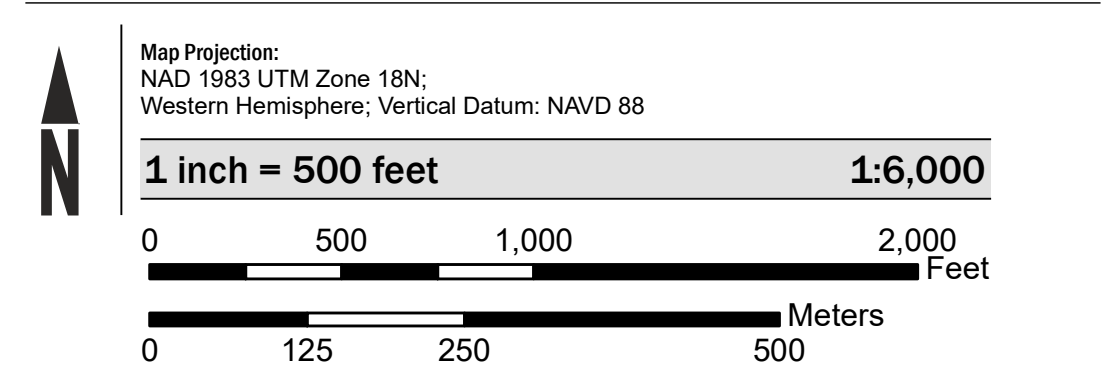 N
Map Projection:
NAD 1983 UTM Zone 18N;
Western Hemisphere; Vertical Datum: NAVD 88
1 inch = 500 feet 1:6,000
0 500 1,000 2,000
Feet
Meters
0 125 250 500